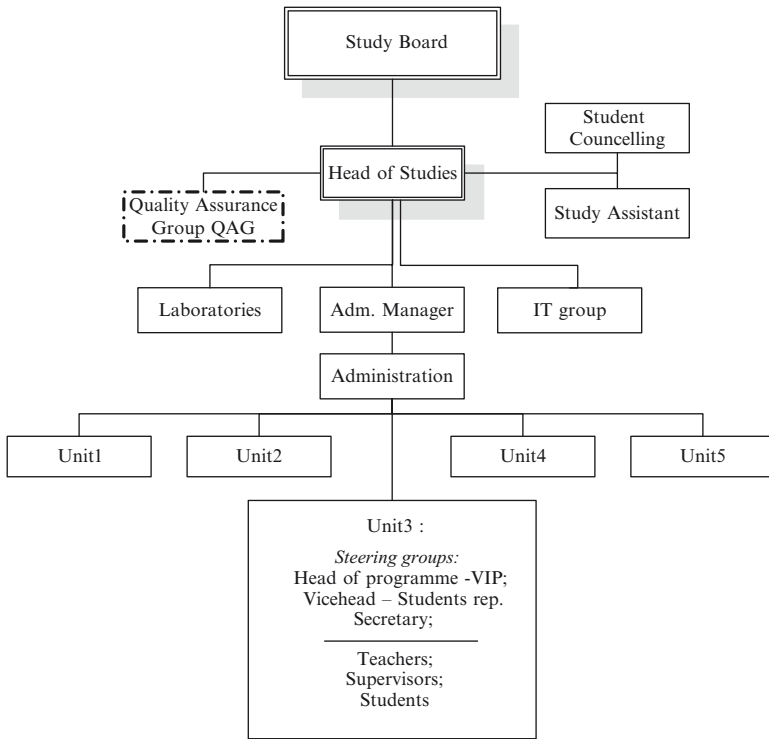 Study Board
Student
Councelling
Head of Studies
Quality Assurance
Group QAG
Study Assistant
Laboratories
Adm. Manager
IT group
Administration
Unit1
Unit2
Unit4
Unit5
Unit3 :
Steering groups:
Head of programme -VIP;
Vicehead – Students rep.
Secretary;
Teachers;
Supervisors;
Students